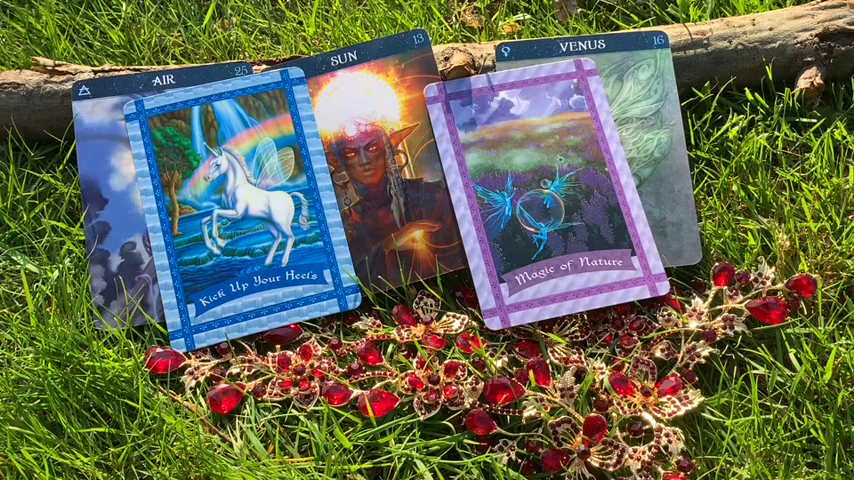 AIR
25
SUN
13
VENUS
16
Kick Up Your Heels
Magic of Nature